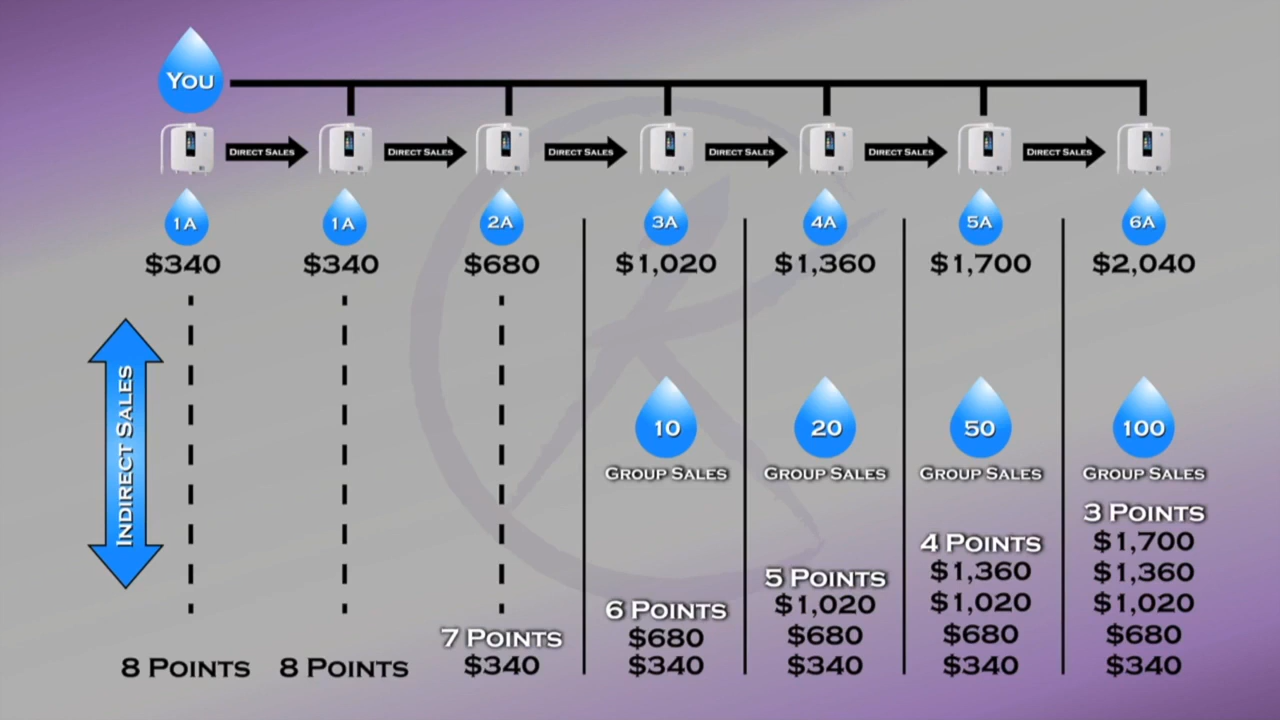 YOU
DIRECT SALES DIRECT SALES DIRECT SALES DIRECT SALES DIRECT SALES DIRECT SALES
1A 1A 2A 3A 4A 5A 6A
$340 $340 $680 $1,020 $1,360 $1,700 $2,040
INDIRECT SALES
10 20 50 100
GROUP SALES GROUP SALES GROUP SALES GROUP SALES
3 POINTS
4 POINTS $1,700
5 POINTS $1,360 $1,360
6 POINTS $1,020 $1,020 $1,020
7 POINTS $680 $680 $680 $680
8 POINTS 8 POINTS $340 $340 $340 $340 $340